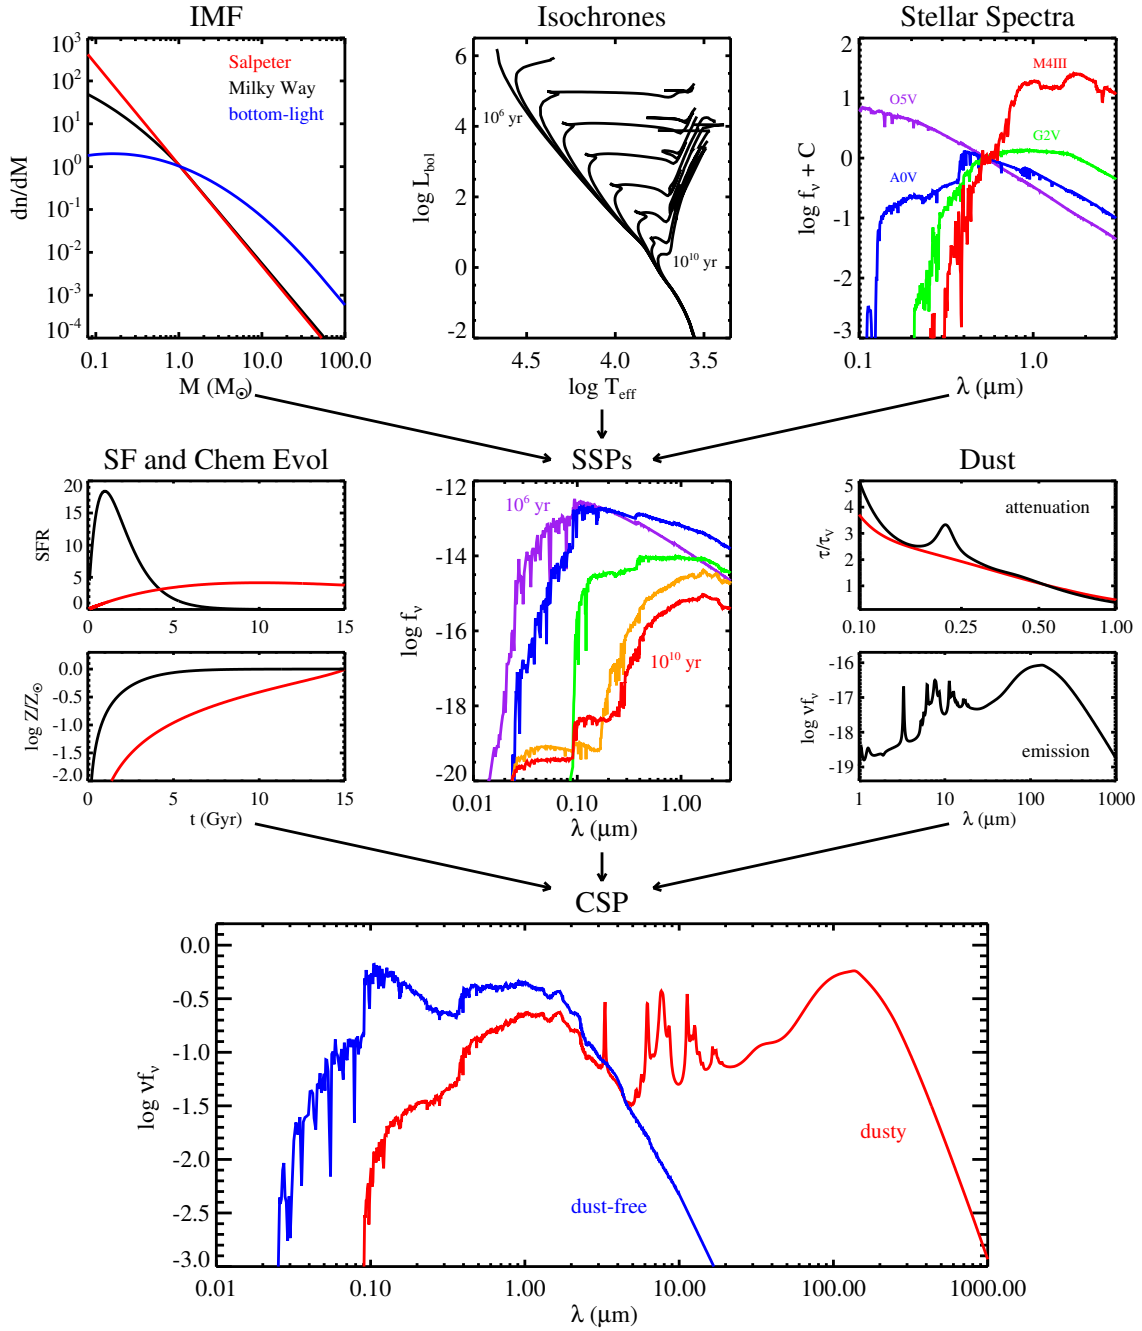 IMF
Isochrones
Stellar Spectra
10³
10²
10¹
10⁰
10⁻¹
10⁻²
10⁻³
10⁻⁴
dn/dM
Salpeter
Milky Way
bottom-light
0.1
1.0
10.0
100.0
M (M☉)
6
4
2
0
-2
log L_bol
10⁶ yr
10¹⁰ yr
4.5
4.0
3.5
log T_eff
2
1
0
-1
-2
-3
log f_ν + C
O5V
A0V
M4III
G2V
0.1
1.0
λ (μm)
SF and Chem Evol
SSPs
Dust
20
15
10
5
0
SFR
0
5
10
15
0.0
-0.5
-1.0
-1.5
-2.0
log Z/Z☉
0
5
10
15
t (Gyr)
-12
-14
-16
-18
-20
log f_ν
10⁶ yr
10¹⁰ yr
0.01
0.10
1.00
λ (μm)
5
4
3
2
1
τ/τ_v
attenuation
0.10
0.25
0.50
1.00
-16
-17
-18
-19
log νf_ν
emission
1
10
100
1000
λ (μm)
CSP
0.0
-0.5
-1.0
-1.5
-2.0
-2.5
-3.0
log νf_ν
dust-free
dusty
0.01
0.10
1.00
10.00
100.00
1000.00
λ (μm)